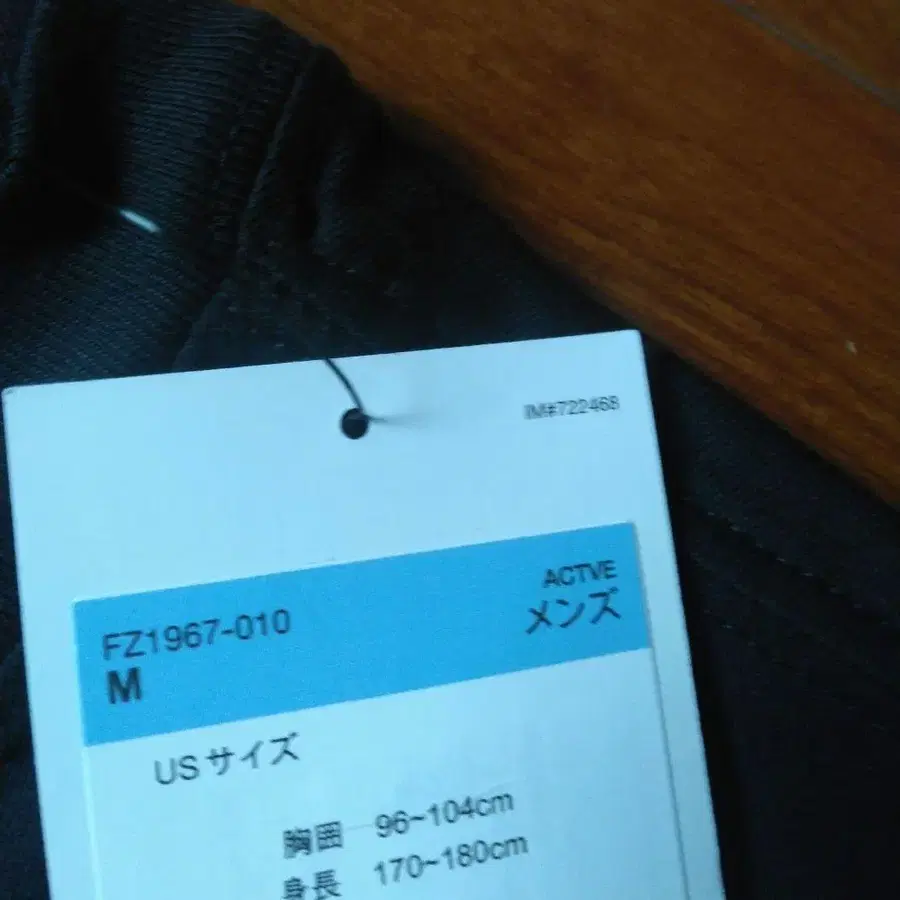 IM#722468
FZ1967-010
ACTVE
M
メンズ
USサイズ
胸囲 96~104cm
身長 170~180cm